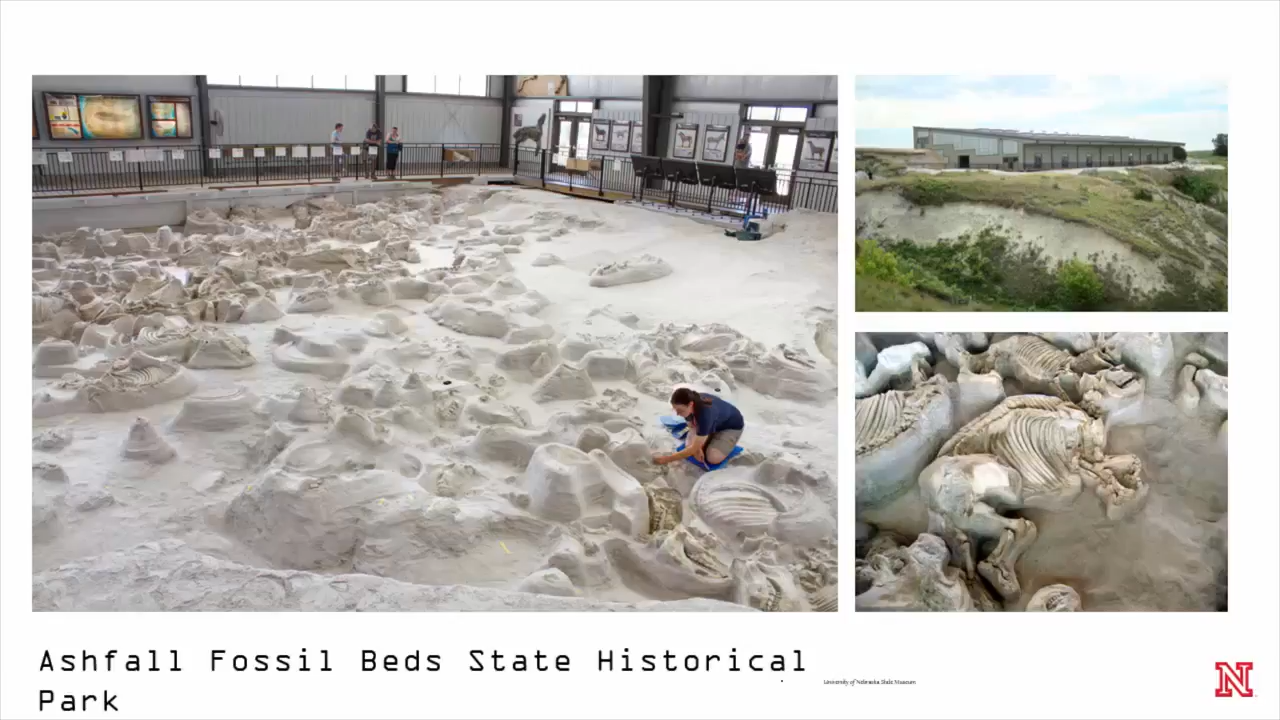 Ashfall Fossil Beds State Historical
Park
University of Nebraska State Museum
N